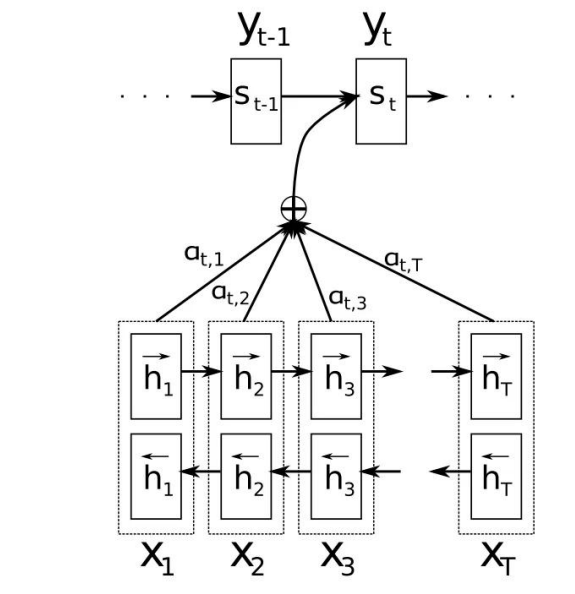 y_{t-1} y_t
. . . s_{t-1} s_t . . .
⊕
a_{t,1} a_{t,T}
a_{t,2} a_{t,3}
\overrightarrow{h}_1 \overrightarrow{h}_2 \overrightarrow{h}_3 \overrightarrow{h}_T
\overleftarrow{h}_1 \overleftarrow{h}_2 \overleftarrow{h}_3 \overleftarrow{h}_T
x_1 x_2 x_3 x_T